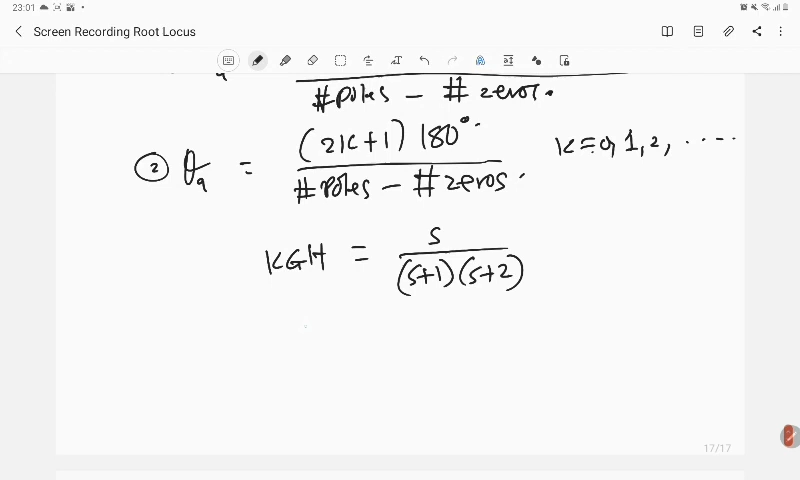 23:01
Screen Recording Root Locus
#poles - #zeros.
② θa = (2k+1) 180° / #poles - #zeros. k=0, 1, 2, .....
KGH = s / (s+1)(s+2)
17/17